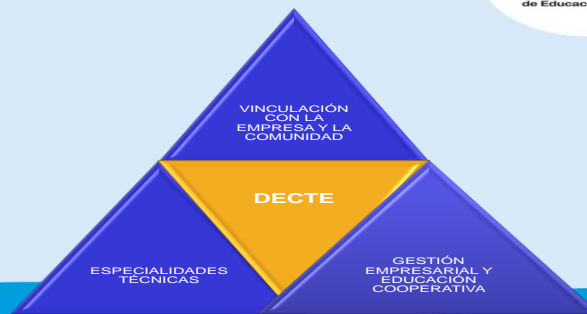 de Educac
VINCULACIÓN
CON LA
EMPRESA Y LA
COMUNIDAD
DECTE
ESPECIALIDADES
TÉCNICAS
GESTIÓN
EMPRESARIAL Y
EDUCACIÓN
COOPERATIVA